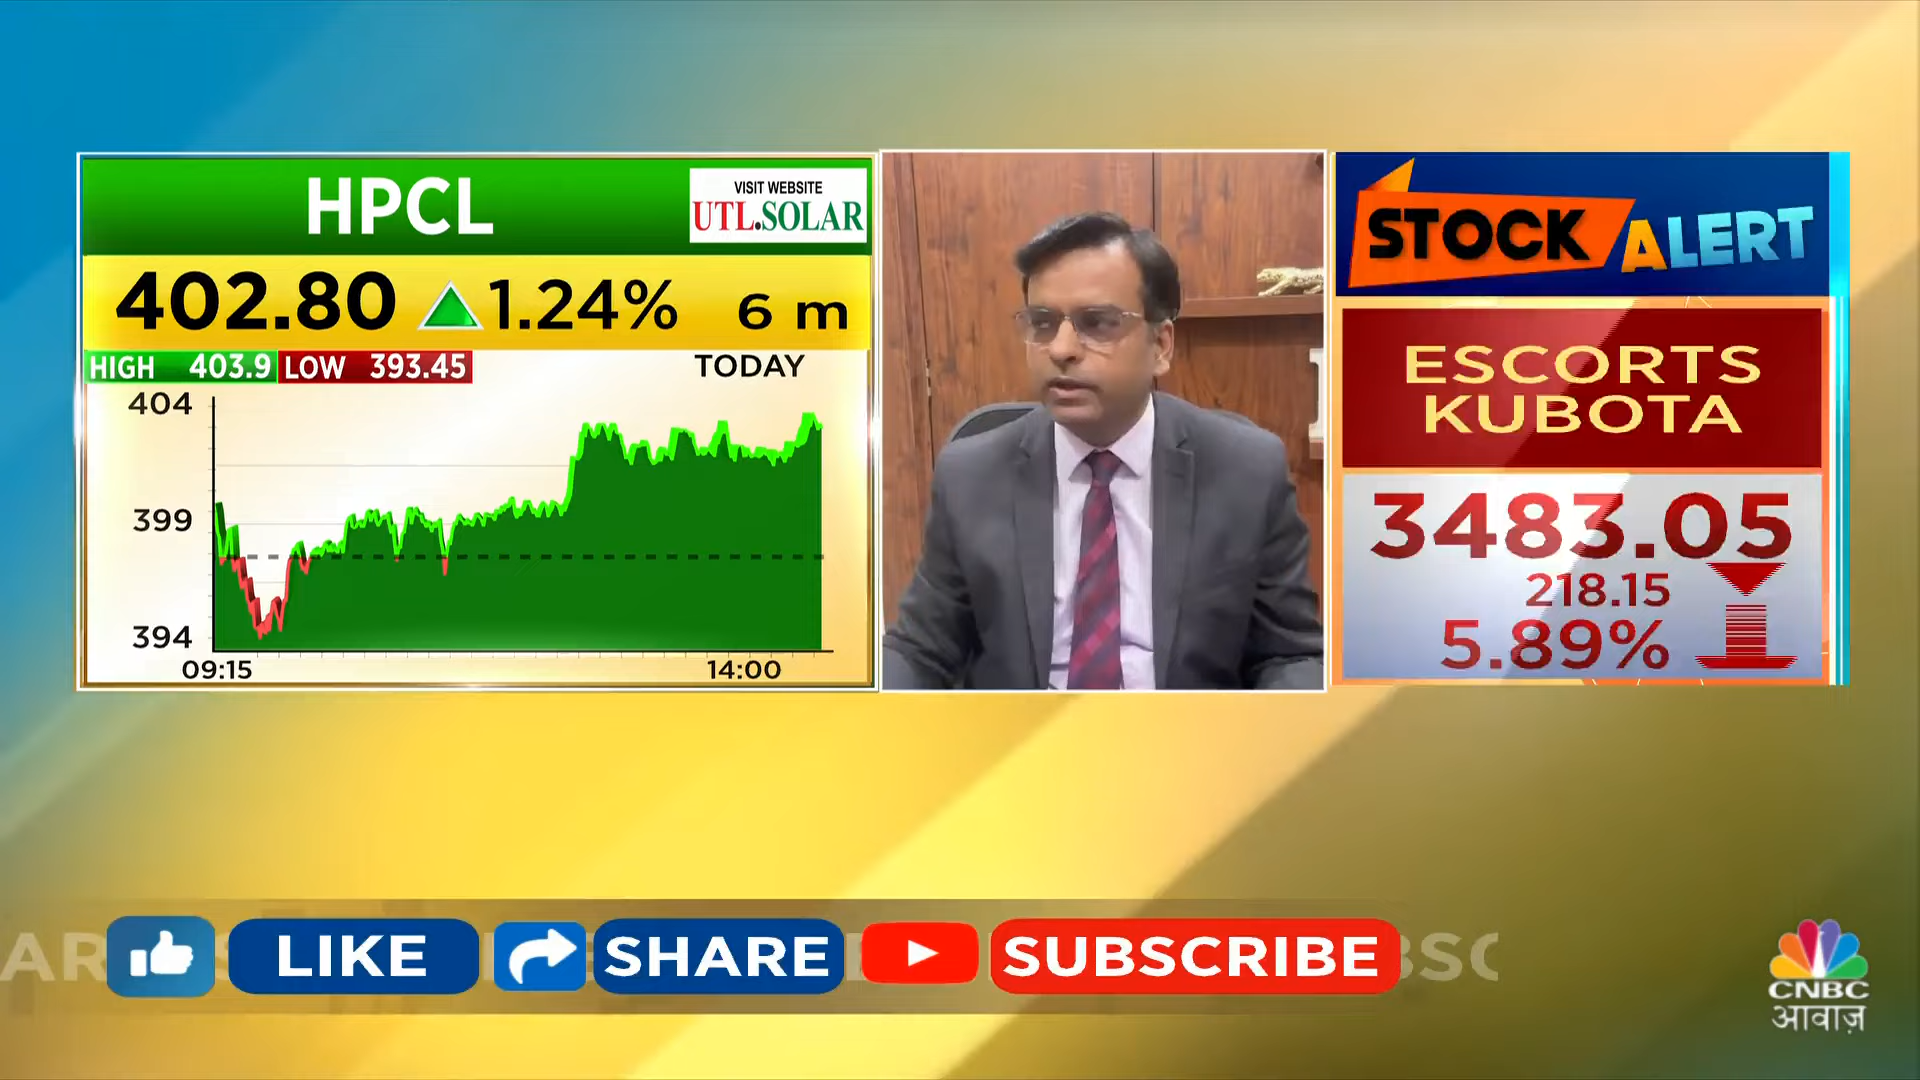 HPCL
VISIT WEBSITE
UTL.SOLAR
402.80 1.24% 6 m
HIGH 403.9 LOW 393.45 TODAY
404
399
394
09:15 14:00
STOCK ALERT
ESCORTS
KUBOTA
3483.05
218.15
5.89%
LIKE SHARE SUBSCRIBE
CNBC
आवाज़